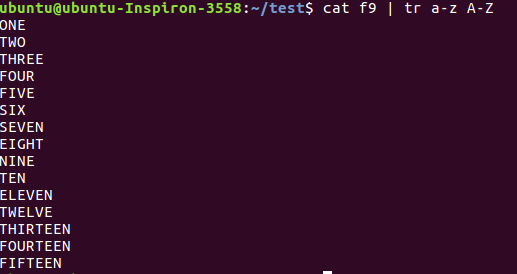 ubuntu@ubuntu-Inspiron-3558:~/test$ cat f9 | tr a-z A-Z
ONE
TWO
THREE
FOUR
FIVE
SIX
SEVEN
EIGHT
NINE
TEN
ELEVEN
TWELVE
THIRTEEN
FOURTEEN
FIFTEEN